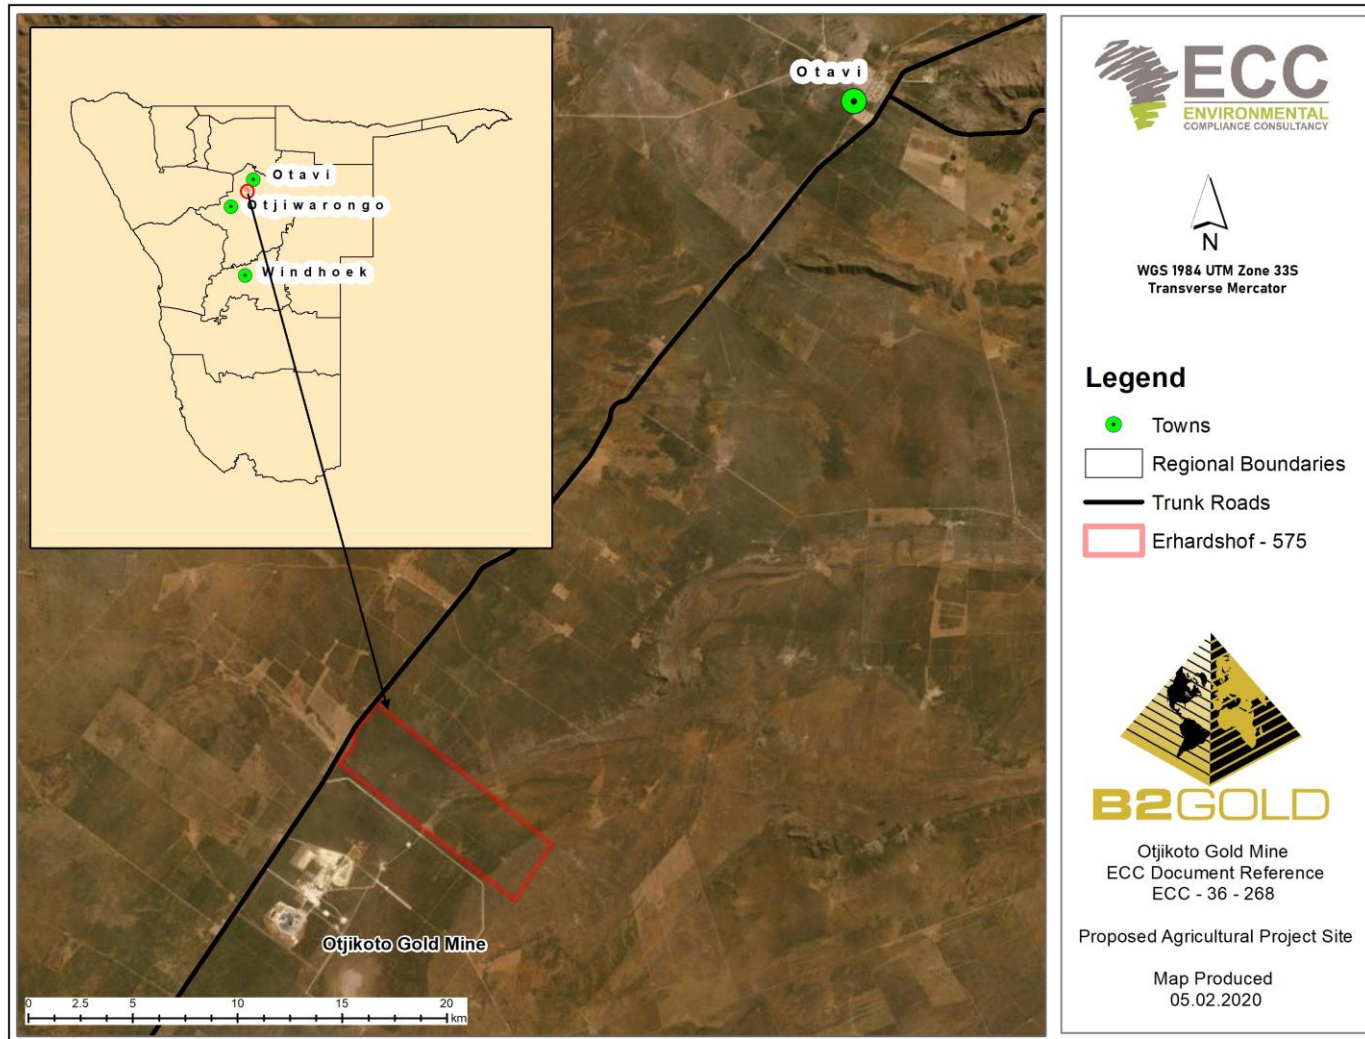 Otavi
Otavi
Otjiwarongo
Windhoek
Otjikoto Gold Mine
0 2.5 5 10 15 20
km
ECC
ENVIRONMENTAL
COMPLIANCE CONSULTANCY
N
WGS 1984 UTM Zone 33S
Transverse Mercator
Legend
Towns
Regional Boundaries
Trunk Roads
Erhardshof - 575
B2GOLD
Otjikoto Gold Mine
ECC Document Reference
ECC - 36 - 268
Proposed Agricultural Project Site
Map Produced
05.02.2020